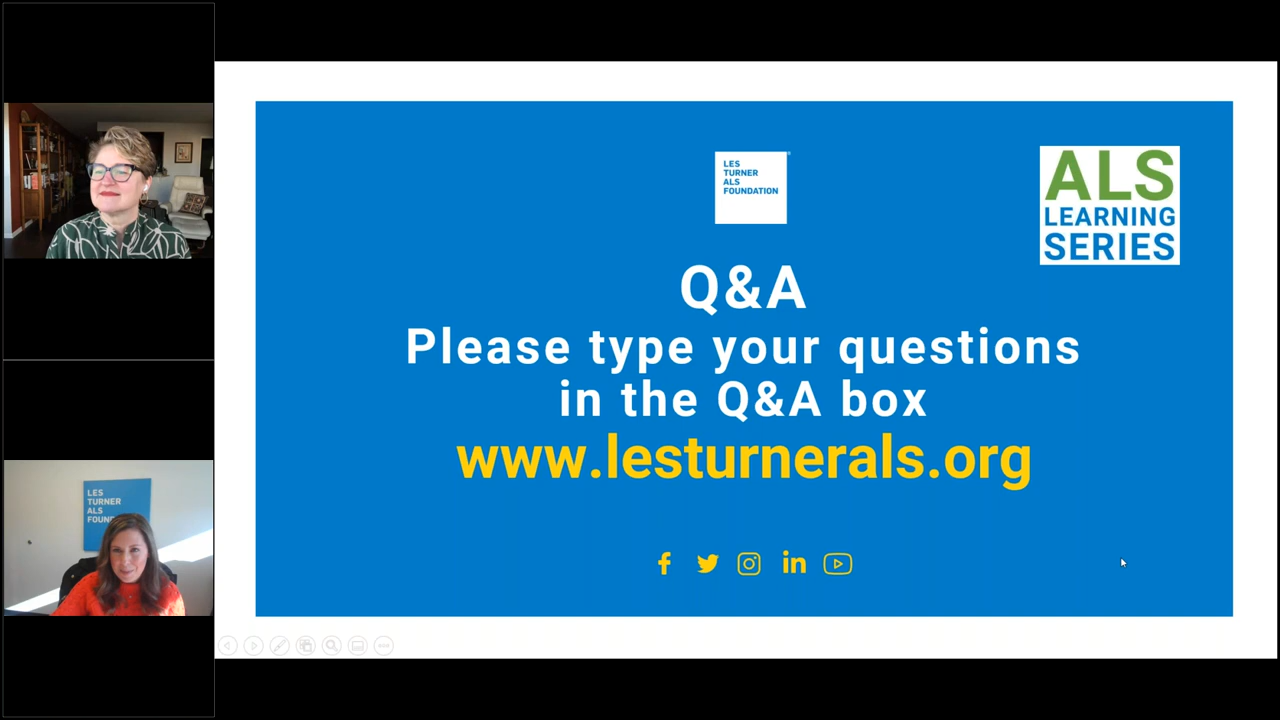 LES
TURNER
ALS
FOUNDATION
ALS
LEARNING
SERIES
Q&A
Please type your questions
in the Q&A box
www.lesturnerals.org
LES
TURNER
ALS
FOUN